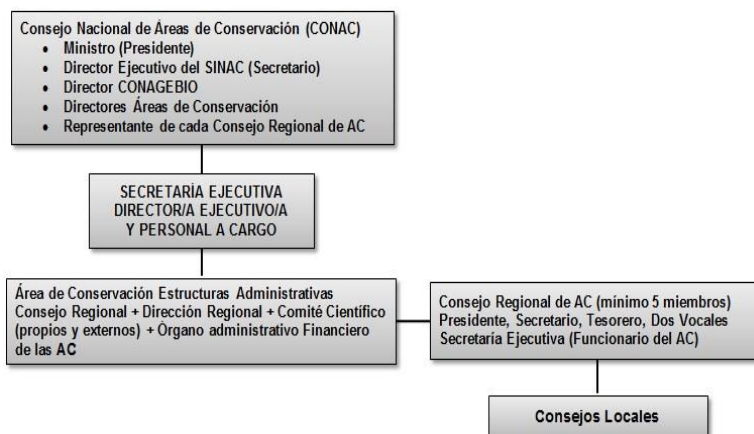 Consejo Nacional de Áreas de Conservación (CONAC)
• Ministro (Presidente)
• Director Ejecutivo del SINAC (Secretario)
• Director CONAGEBIO
• Directores Áreas de Conservación
• Representante de cada Consejo Regional de AC
SECRETARÍA EJECUTIVA
DIRECTOR/A EJECUTIVO/A
Y PERSONAL A CARGO
Área de Conservación Estructuras Administrativas
Consejo Regional + Dirección Regional + Comité Científico
(propios y externos) + Órgano administrativo Financiero
de las AC
Consejo Regional de AC (mínimo 5 miembros)
Presidente, Secretario, Tesorero, Dos Vocales
Secretaría Ejecutiva (Funcionario del AC)
Consejos Locales